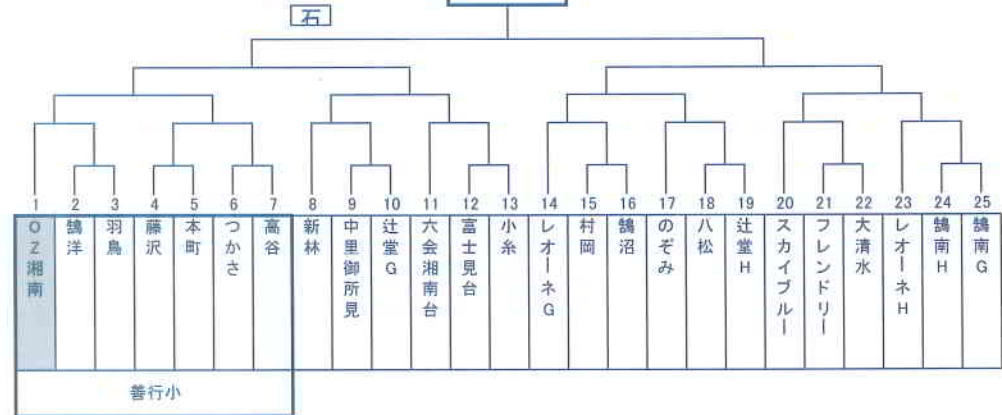 石
1 2 3 4 5 6 7 8 9 10 11 12 13 14 15 16 17 18 19 20 21 22 23 24 25
OZ湘南
鵠洋
羽鳥
藤沢
本町
つかさ
高谷
新林
中里御所見
辻堂G
六会湘南台
富士見台
小糸
レオーネG
村岡
鵠沼
のぞみ
八松
辻堂H
スカイブルー
フレンドリー
大清水
レオーネH
鵠南H
鵠南G
善行小